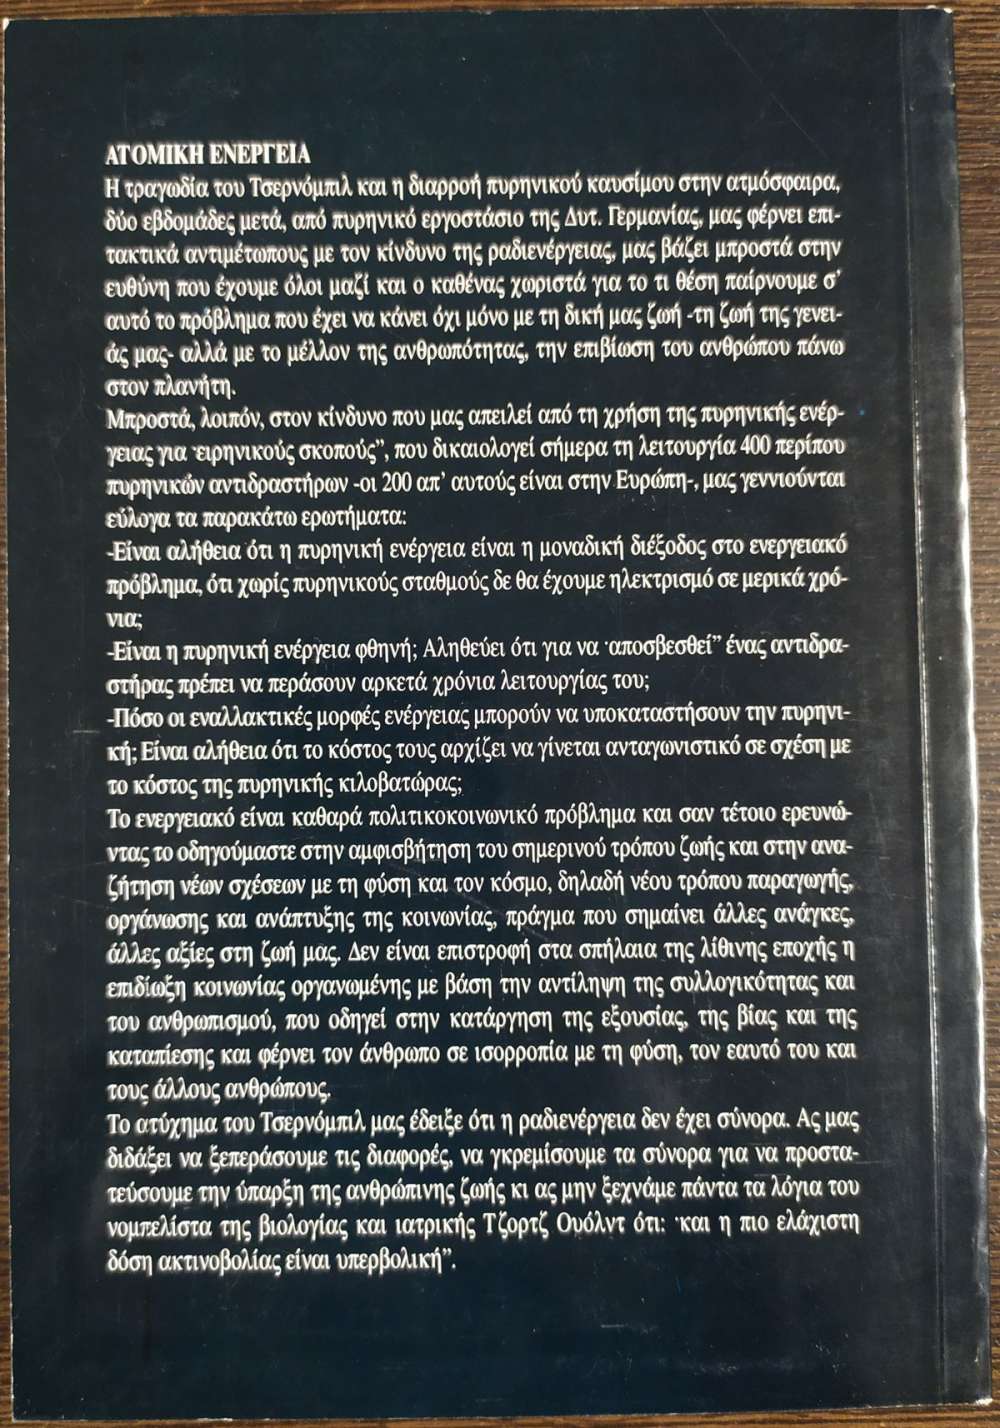 ΑΤΟΜΙΚΗ ΕΝΕΡΓΕΙΑ
Η τραγωδία του Τσερνόμπιλ και η διαρροή πυρηνικού καυσίμου στην ατμόσφαιρα,
δύο εβδομάδες μετά, από πυρηνικό εργοστάσιο της Δυτ. Γερμανίας, μας φέρνει επι-
τακτικά αντιμέτωπους με τον κίνδυνο της ραδιενέργειας, μας βάζει μπροστά στην
ευθύνη που έχουμε όλοι μαζί και ο καθένας χωριστά για το τι θέση παίρνουμε σ'
αυτό το πρόβλημα που έχει να κάνει όχι μόνο με τη δική μας ζωή -τη ζωή της γενει-
άς μας- αλλά με το μέλλον της ανθρωπότητας, την επιβίωση του ανθρώπου πάνω
στον πλανήτη.
Μπροστά, λοιπόν, στον κίνδυνο που μας απειλεί από τη χρήση της πυρηνικής ενέρ-
γειας για ¨ειρηνικούς σκοπούς”, που δικαιολογεί σήμερα τη λειτουργία 400 περίπου
πυρηνικών αντιδραστήρων -οι 200 απ' αυτούς είναι στην Ευρώπη-, μας γεννιούνται
εύλογα τα παρακάτω ερωτήματα:
-Είναι αλήθεια ότι η πυρηνική ενέργεια είναι η μοναδική διέξοδος στο ενεργειακό
πρόβλημα, ότι χωρίς πυρηνικούς σταθμούς δε θα έχουμε ηλεκτρισμό σε μερικά χρό-
νια;
-Είναι η πυρηνική ενέργεια φθηνή; Αληθεύει ότι για να ¨αποσβεσθεί” ένας αντιδρα-
στήρας πρέπει να περάσουν αρκετά χρόνια λειτουργίας του;
-Πόσο οι εναλλακτικές μορφές ενέργειας μπορούν να υποκαταστήσουν την πυρηνι-
κή; Είναι αλήθεια ότι το κόστος τους αρχίζει να γίνεται ανταγωνιστικό σε σχέση με
το κόστος της πυρηνικής κιλοβατώρας;
Το ενεργειακό είναι καθαρά πολιτικοκοινωνικό πρόβλημα και σαν τέτοιο ερευνώ-
ντας το οδηγούμαστε στην αμφισβήτηση του σημερινού τρόπου ζωής και στην ανα-
ζήτηση νέων σχέσεων με τη φύση και τον κόσμο, δηλαδή νέου τρόπου παραγωγής,
οργάνωσης και ανάπτυξης της κοινωνίας, πράγμα που σημαίνει άλλες ανάγκες,
άλλες αξίες στη ζωή μας. Δεν είναι επιστροφή στα σπήλαια της λίθινης εποχής η
επιδίωξη κοινωνίας οργανωμένης με βάση την αντίληψη της συλλογικότητας και
του ανθρωπισμού, που οδηγεί στην κατάργηση της εξουσίας, της βίας και της
καταπίεσης και φέρνει τον άνθρωπο σε ισορροπία με τη φύση, τον εαυτό του και
τους άλλους ανθρώπους.
Το ατύχημα του Τσερνόμπιλ μας έδειξε ότι η ραδιενέργεια δεν έχει σύνορα. Ας μας
διδάξει να ξεπεράσουμε τις διαφορές, να γκρεμίσουμε τα σύνορα για να προστα-
τεύσουμε την ύπαρξη της ανθρώπινης ζωής κι ας μην ξεχνάμε πάντα τα λόγια του
νομπελίστα της βιολογίας και ιατρικής Τζορτζ Ουόλντ ότι: ¨και η πιο ελάχιστη
δόση ακτινοβολίας είναι υπερβολική”.